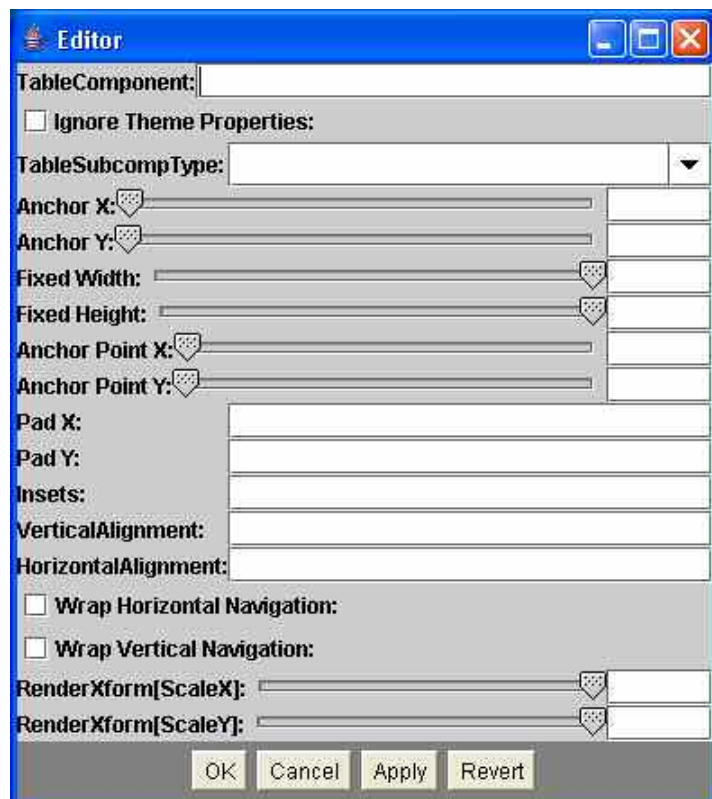 Editor
TableComponent:
Ignore Theme Properties:
TableSubcompType:
Anchor X:
Anchor Y:
Fixed Width:
Fixed Height:
Anchor Point X:
Anchor Point Y:
Pad X:
Pad Y:
Insets:
VerticalAlignment:
HorizontalAlignment:
Wrap Horizontal Navigation:
Wrap Vertical Navigation:
RenderXform[ScaleX]:
RenderXform[ScaleY]:
OK Cancel Apply Revert